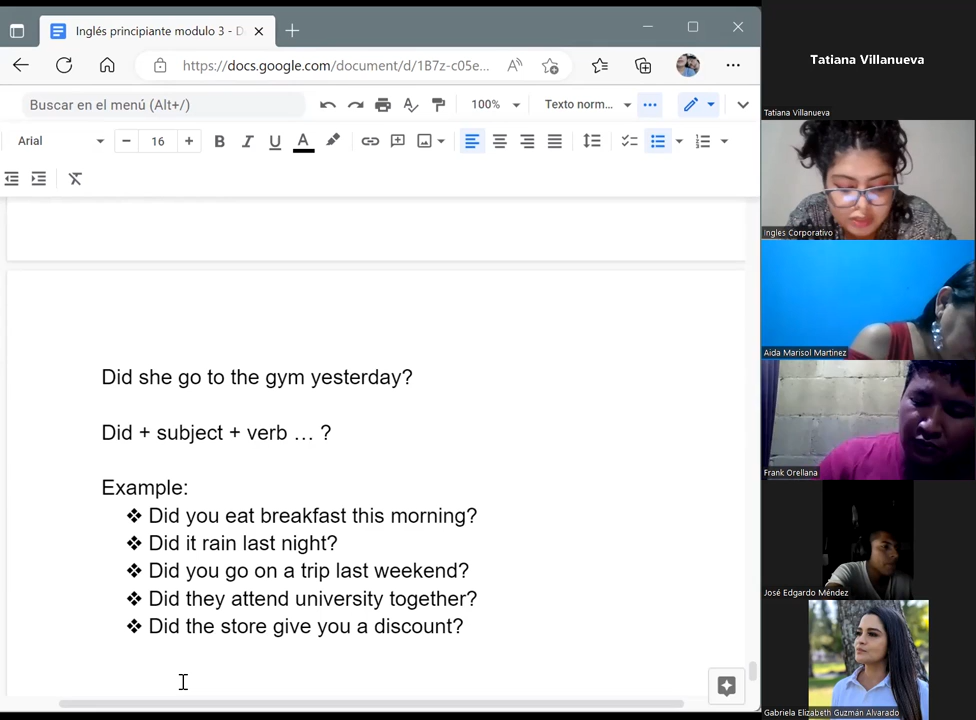 Inglés principiante modulo 3 - D
https://docs.google.com/document/d/1B7z-c05e...
Buscar en el menú (Alt+/)
100%
Texto norm...
Arial
16
B I U A
Did she go to the gym yesterday?
Did + subject + verb … ?
Example:
❖ Did you eat breakfast this morning?
❖ Did it rain last night?
❖ Did you go on a trip last weekend?
❖ Did they attend university together?
❖ Did the store give you a discount?
Tatiana Villanueva
Tatiana Villanueva
Ingles Corporativo
Aida Marisol Martínez
Frank Orellana
José Edgardo Méndez
Gabriela Elizabeth Guzmán Alvarado